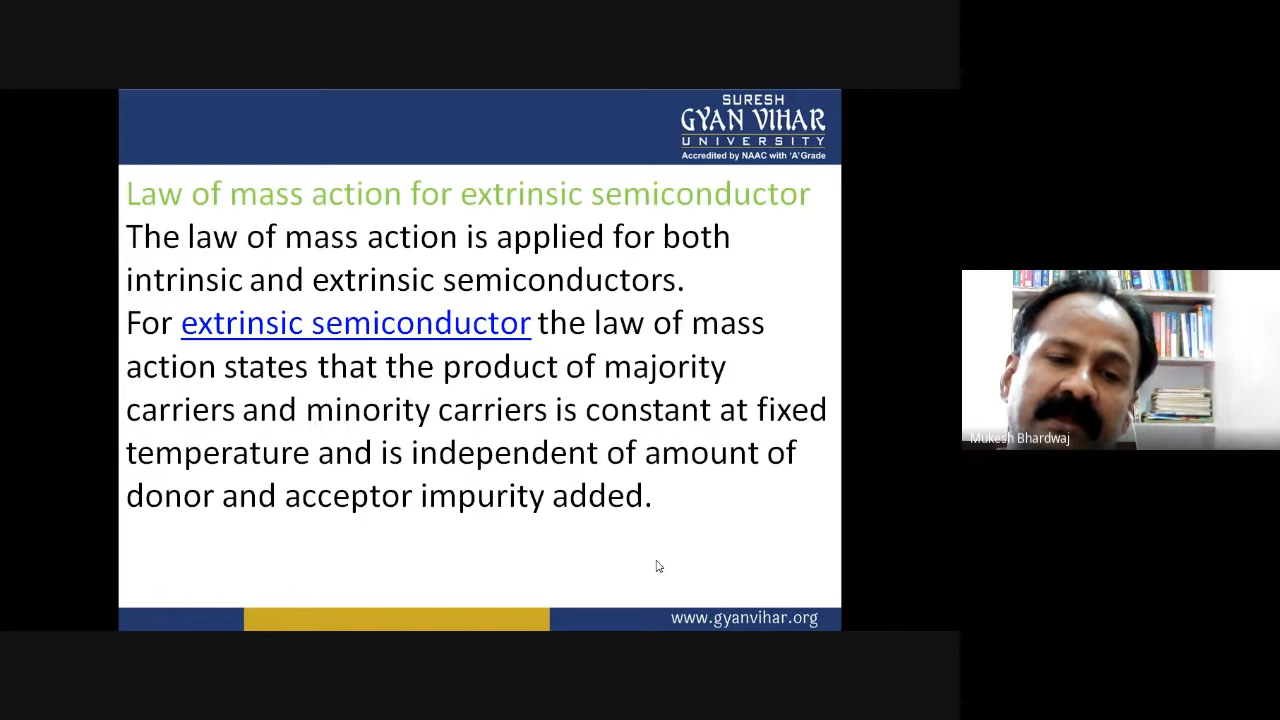 SURESH
GYAN VIHAR
UNIVERSITY
Accredited by NAAC with 'A' Grade
Law of mass action for extrinsic semiconductor
The law of mass action is applied for both
intrinsic and extrinsic semiconductors.
For extrinsic semiconductor the law of mass
action states that the product of majority
carriers and minority carriers is constant at fixed
temperature and is independent of amount of
donor and acceptor impurity added.
Mukesh Bhardwaj
www.gyanvihar.org